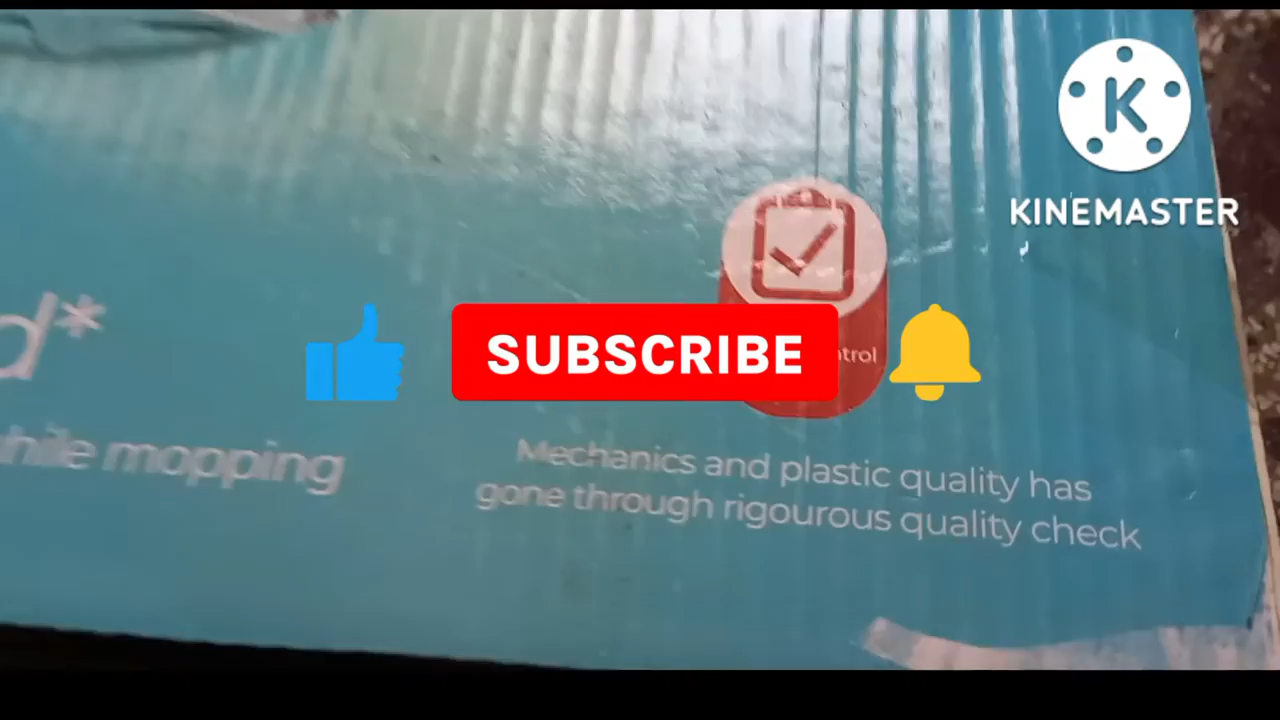 KINEMASTER
d*
SUBSCRIBE
ntrol
hile mopping
Mechanics and plastic quality has
gone through rigourous quality check